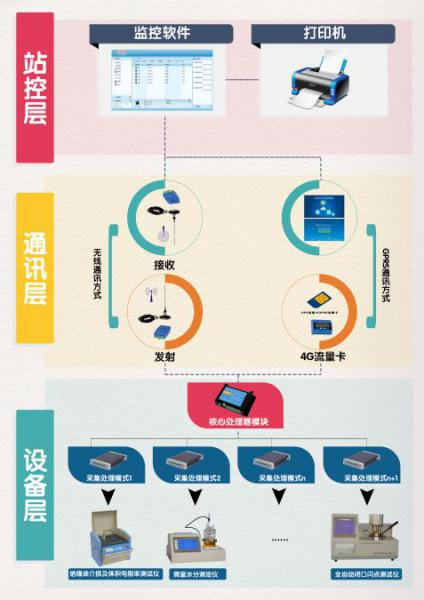 站控层
监控软件
打印机
通讯层
无线通讯方式
接收
发射
GPRS通讯方式
4G流量卡
设备层
核心处理器模块
采集处理模式1
采集处理模式2
采集处理模式n
采集处理模式n+1
绝缘油介损及体积电阻率测试仪
微量水分测定仪
······
全自动闭口闪点测试仪